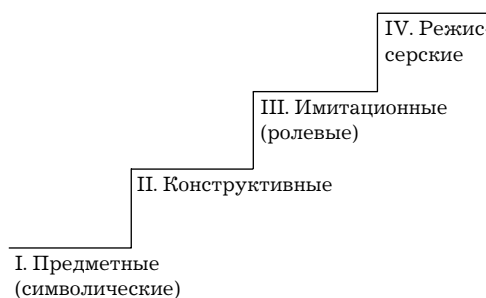 IV. Режис-
серские
III. Имитационные
(ролевые)
II. Конструктивные
I. Предметные
(символические)